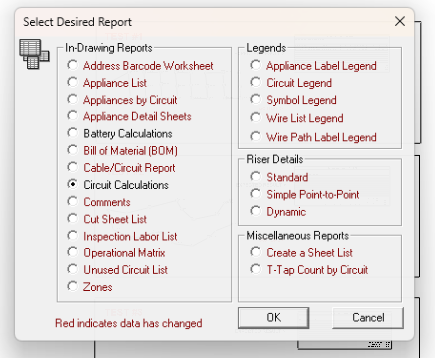 Select Desired Report
In-Drawing Reports
Address Barcode Worksheet
Appliance List
Appliances by Circuit
Appliance Detail Sheets
Battery Calculations
Bill of Material (BOM)
Cable/Circuit Report
Circuit Calculations
Comments
Cut Sheet List
Inspection Labor List
Operational Matrix
Unused Circuit List
Zones
Legends
Appliance Label Legend
Circuit Legend
Symbol Legend
Wire List Legend
Wire Path Label Legend
Riser Details
Standard
Simple Point-to-Point
Dynamic
Miscellaneous Reports
Create a Sheet List
T-Tap Count by Circuit
Red indicates data has changed
OK
Cancel